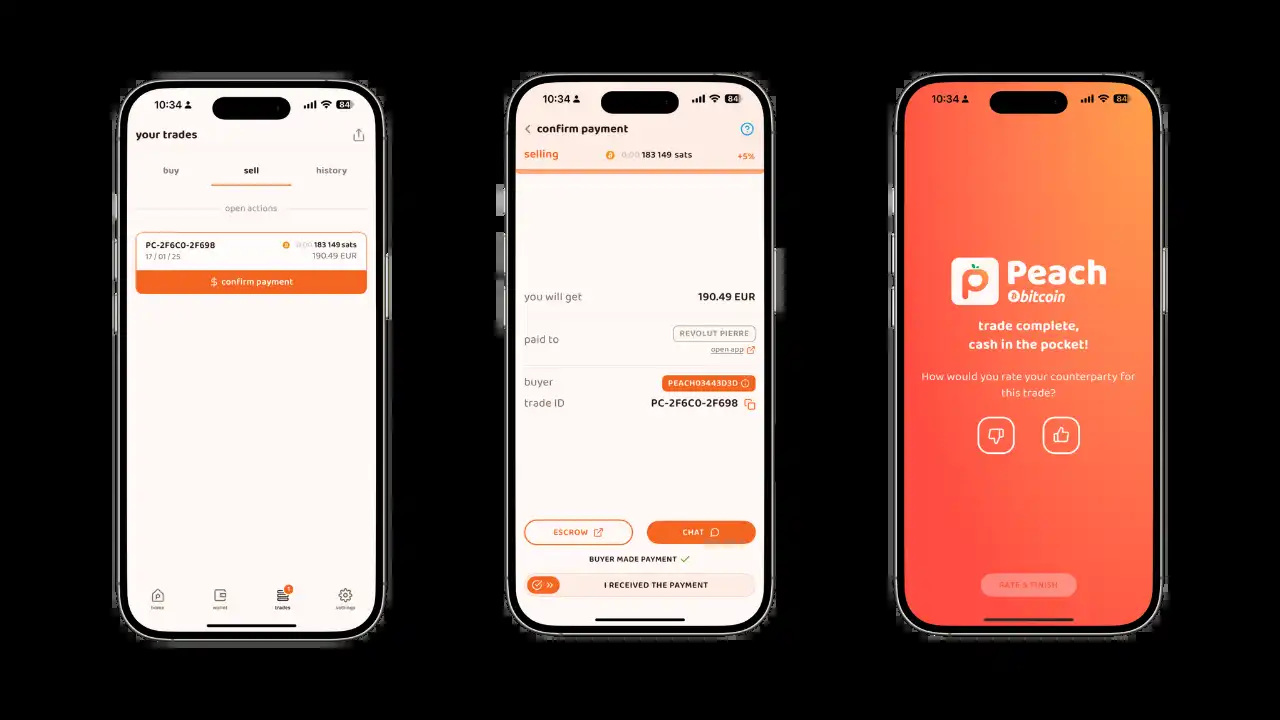 10:34
84
your trades
buy
sell
history
open actions
PC-2F6C0-2F698
0.00 183 149 sats
17 / 01 / 25
190.49 EUR
$ confirm payment
home
wallet
trades
settings
10:34
84
confirm payment
selling
0.00 183 149 sats
+5%
you will get
190.49 EUR
paid to
REVOLUT PIERRE
open app
buyer
PEACH03443D3D
trade ID
PC-2F6C0-2F698
ESCROW
CHAT
BUYER MADE PAYMENT
I RECEIVED THE PAYMENT
10:34
84
Peach
bitcoin
trade complete,
cash in the pocket!
How would you rate your counterparty for
this trade?
RATE & FINISH